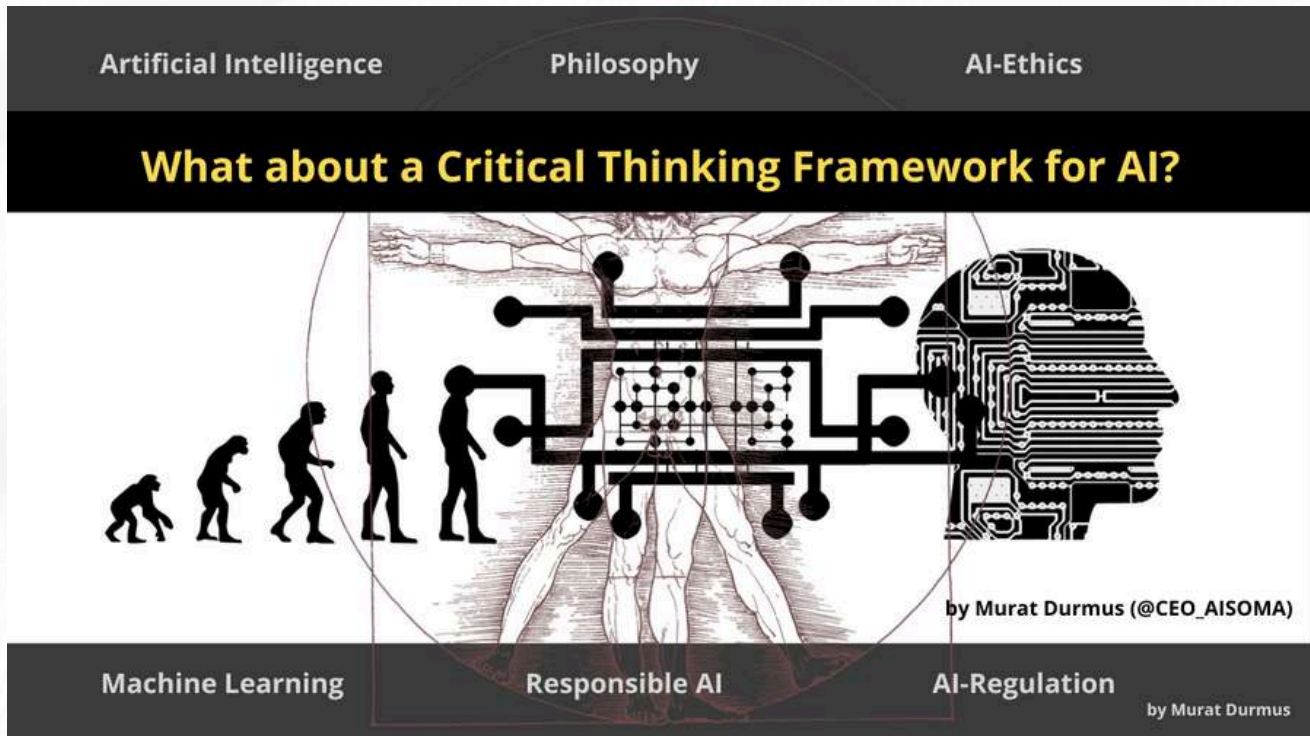 Artificial Intelligence
Philosophy
AI-Ethics
What about a Critical Thinking Framework for AI?
by Murat Durmus (@CEO_AISOMA)
Machine Learning
Responsible AI
AI-Regulation
by Murat Durmus